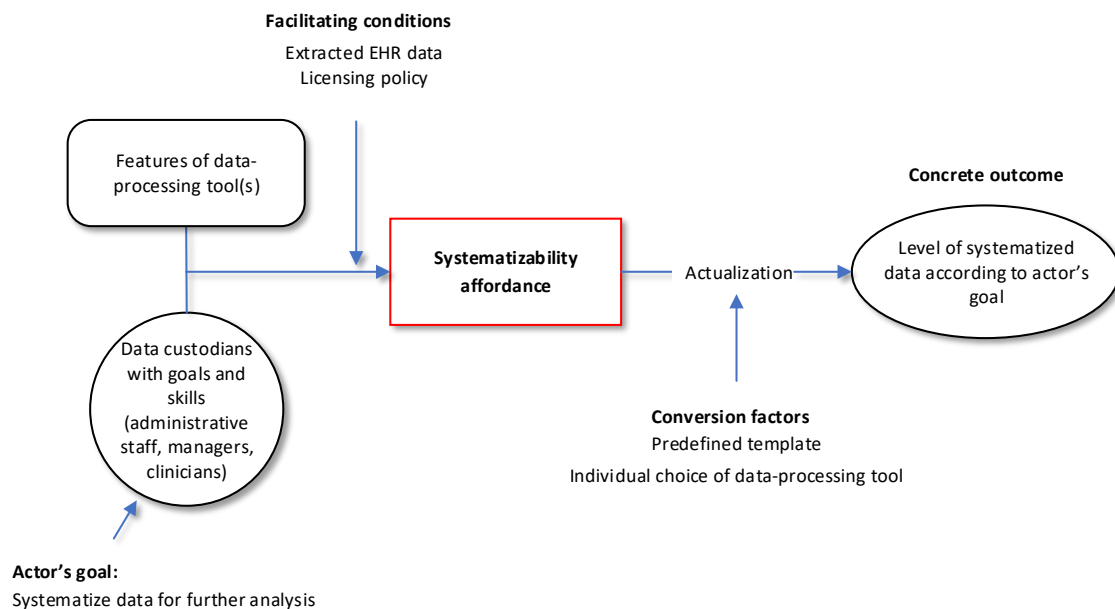 Facilitating conditions
Extracted EHR data
Licensing policy
Features of data-
processing tool(s)
Concrete outcome
Systematizability
affordance
Actualization
Level of systematized
data according to actor's
goal
Data custodians
with goals and
skills
(administrative
staff, managers,
clinicians)
Conversion factors
Predefined template
Individual choice of data-processing tool
Actor's goal:
Systematize data for further analysis